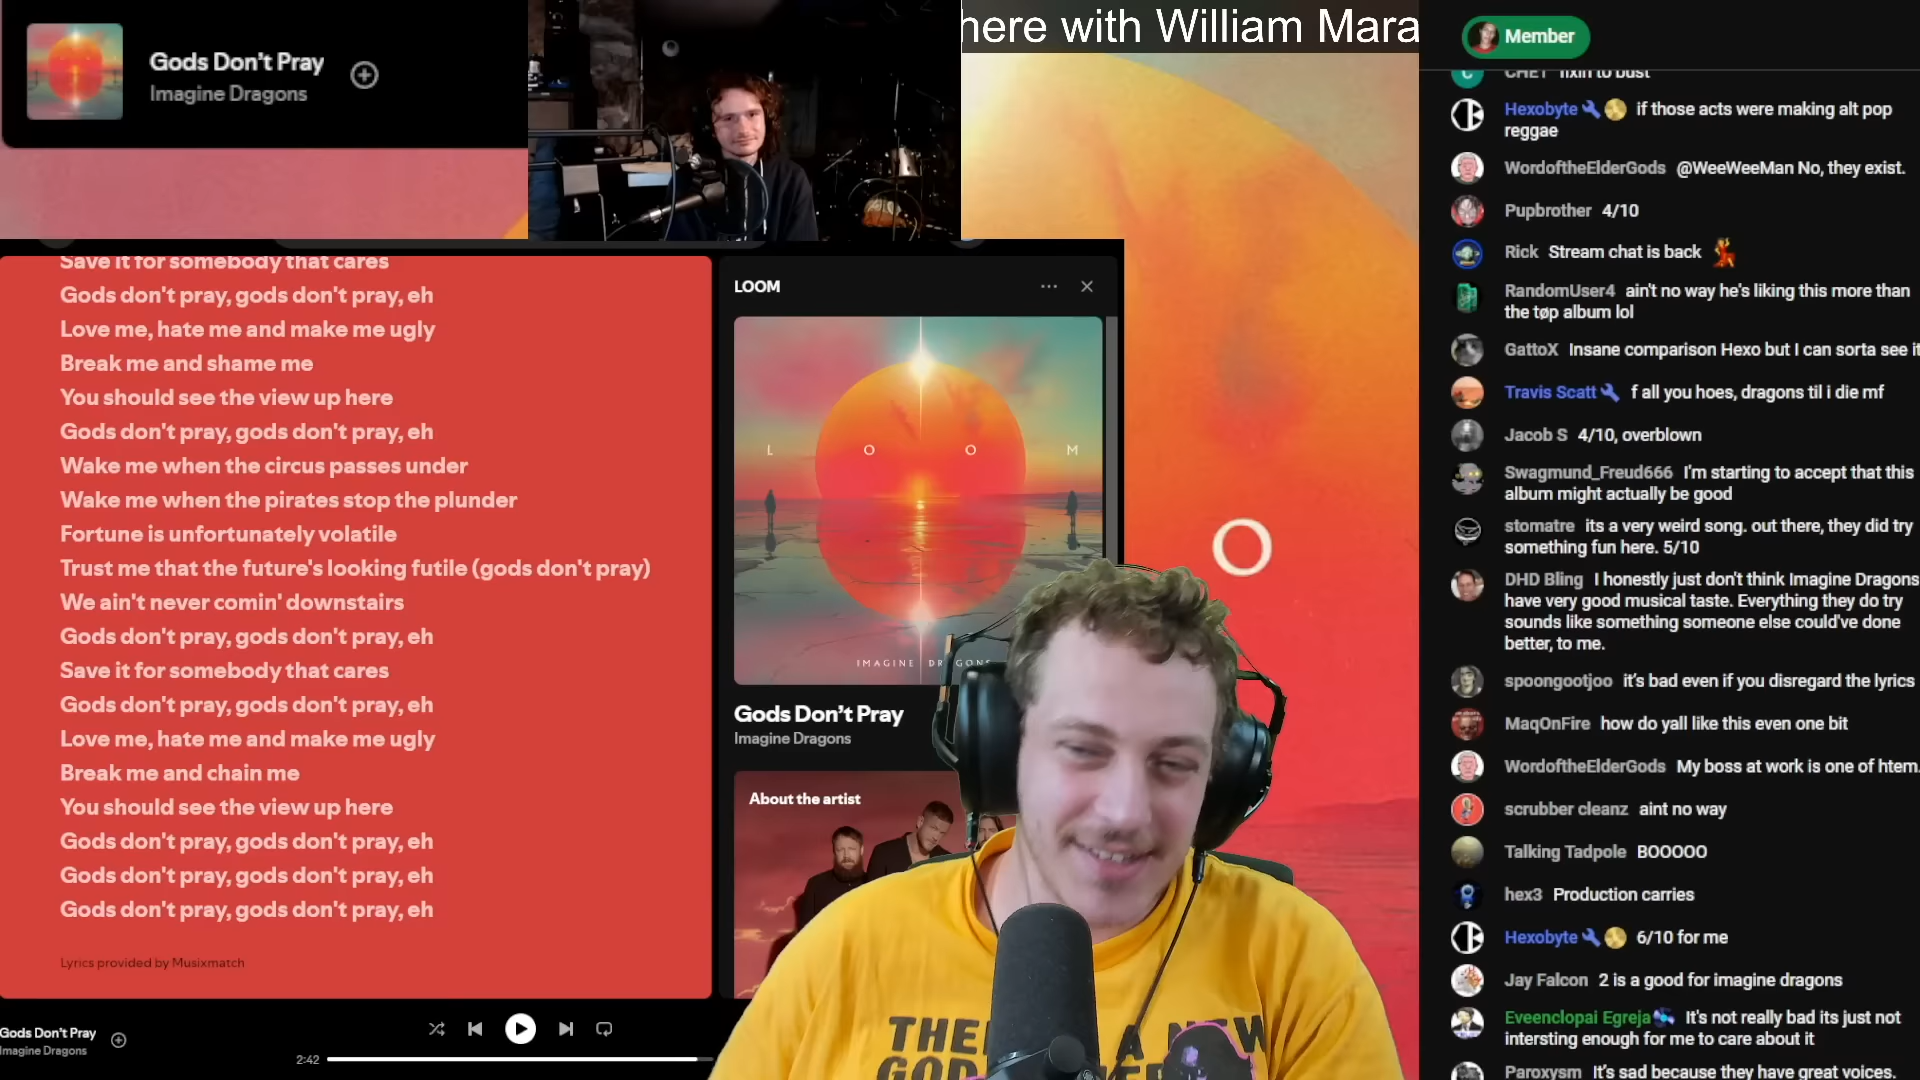 Gods Don't Pray
Imagine Dragons
here with William Mara
Save it for somebody that cares
Gods don't pray, gods don't pray, eh
Love me, hate me and make me ugly
Break me and shame me
You should see the view up here
Gods don't pray, gods don't pray, eh
Wake me when the circus passes under
Wake me when the pirates stop the plunder
Fortune is unfortunately volatile
Trust me that the future's looking futile (gods don't pray)
We ain't never comin' downstairs
Gods don't pray, gods don't pray, eh
Save it for somebody that cares
Gods don't pray, gods don't pray, eh
Love me, hate me and make me ugly
Break me and chain me
You should see the view up here
Gods don't pray, gods don't pray, eh
Gods don't pray, gods don't pray, eh
Gods don't pray, gods don't pray, eh
Lyrics provided by Musixmatch
Gods Don't Pray
Imagine Dragons
2:42
LOOM
L O O M
IMAGINE DR GONS
Gods Don't Pray
Imagine Dragons
About the artist
O
THE A NEW
GOD
Member
CHET fixin to bust
Hexobyte if those acts were making alt pop
reggae
WordoftheElderGods @WeeWeeMan No, they exist.
Pupbrother 4/10
Rick Stream chat is back
RandomUser4 ain't no way he's liking this more than
the tøp album lol
GattoX Insane comparison Hexo but I can sorta see it
Travis Scatt f all you hoes, dragons til i die mf
Jacob S 4/10, overblown
Swagmund_Freud666 I'm starting to accept that this
album might actually be good
stomatre its a very weird song. out there, they did try
something fun here. 5/10
DHD Bling I honestly just don't think Imagine Dragons
have very good musical taste. Everything they do try
sounds like something someone else could've done
better, to me.
spoongootjoo it's bad even if you disregard the lyrics
MaqOnFire how do yall like this even one bit
WordoftheElderGods My boss at work is one of htem.
scrubber cleanz aint no way
Talking Tadpole BOOOOO
hex3 Production carries
Hexobyte 6/10 for me
Jay Falcon 2 is a good for imagine dragons
Eveenclopai Egreja It's not really bad its just not
intersting enough for me to care about it
Paroxysm It's sad because they have great voices.